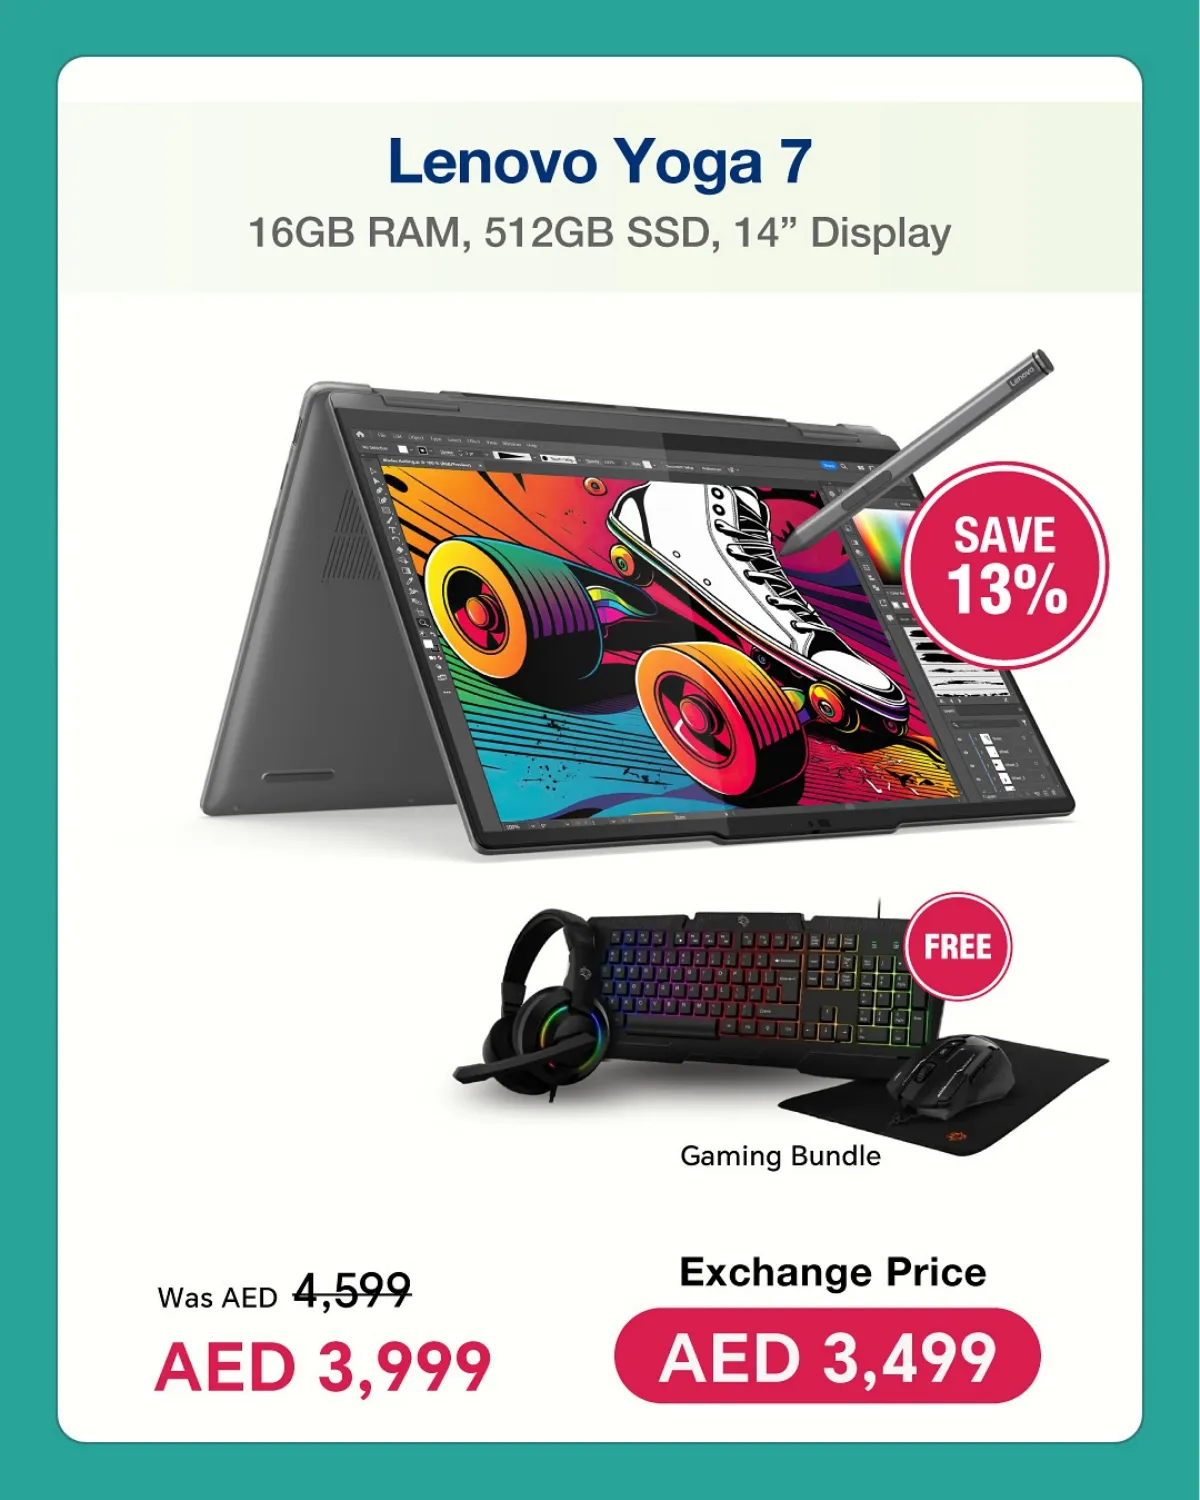 Lenovo Yoga 7
16GB RAM, 512GB SSD, 14” Display
Lenovo
SAVE
13%
FREE
Gaming Bundle
Was AED 4,599
AED 3,999
Exchange Price
AED 3,499